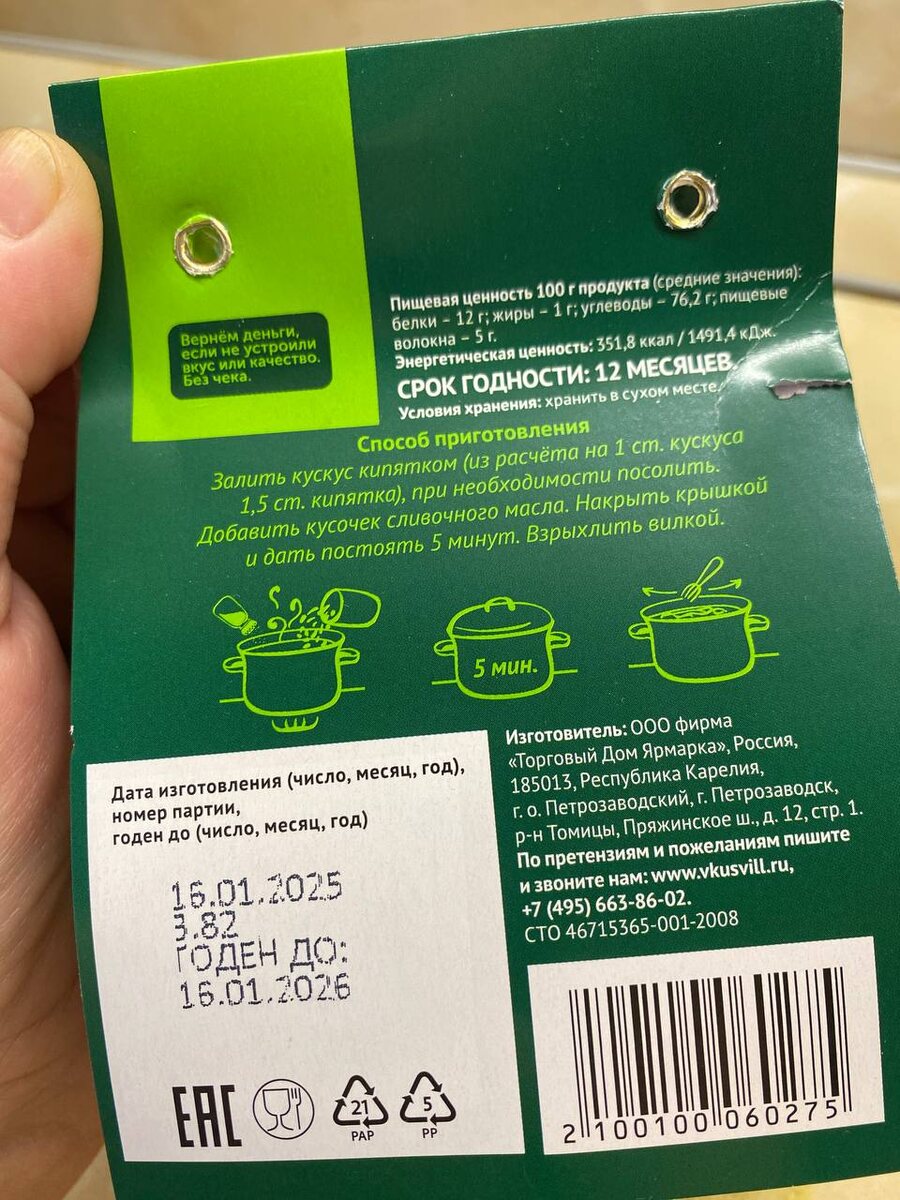 Вернём деньги,
если не устроили
вкус или качество.
Без чека.
Пищевая ценность 100 г продукта (средние значения):
белки – 12 г; жиры – 1 г; углеводы – 76,2 г; пищевые
волокна – 5 г.
Энергетическая ценность: 351,8 ккал / 1491,4 кДж.
СРОК ГОДНОСТИ: 12 МЕСЯЦЕВ.
Условия хранения: хранить в сухом месте.
Способ приготовления
Залить кускус кипятком (из расчёта на 1 ст. кускуса
1,5 ст. кипятка), при необходимости посолить.
Добавить кусочек сливочного масла. Накрыть крышкой
и дать постоять 5 минут. Взрыхлить вилкой.
5 мин.
Изготовитель: ООО фирма
«Торговый Дом Ярмарка», Россия,
185013, Республика Карелия,
г. о. Петрозаводский, г. Петрозаводск,
р-н Томицы, Пряжинское ш., д. 12, стр. 1.
По претензиям и пожеланиям пишите
и звоните нам: www.vkusvill.ru,
+7 (495) 663-86-02.
СТО 46715365-001-2008
Дата изготовления (число, месяц, год),
номер партии,
годен до (число, месяц, год)
16.01.2025
3.82
ГОДЕН ДО:
16.01.2026
EAC
21
PAP
5
PP
2 100100 060275